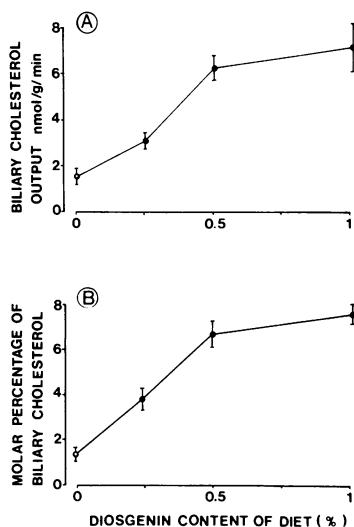 A
BILIARY CHOLESTEROL
OUTPUT nmol/g/min
8
6
4
2
0
0
0.5
1
B
MOLAR PERCENTAGE OF
BILIARY CHOLESTEROL
8
6
4
2
0
0
0.5
1
DIOSGENIN CONTENT OF DIET (%)